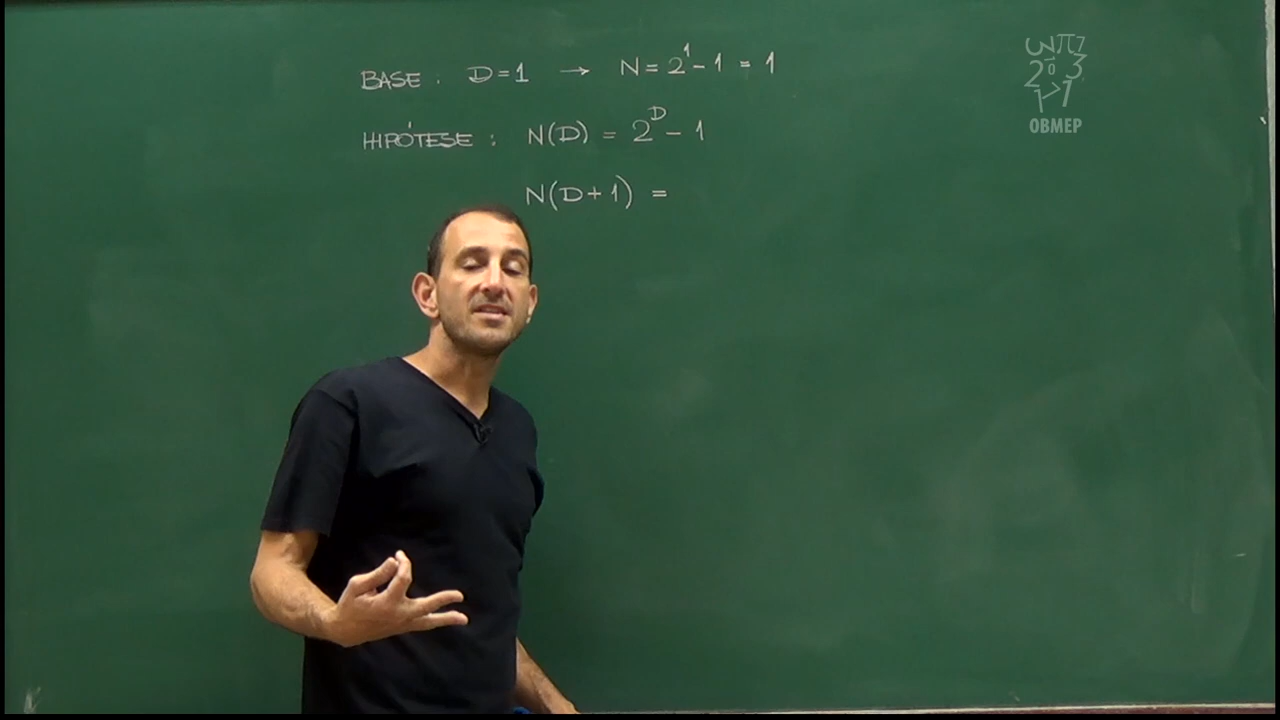 BASE : D=1 → N = 2¹ - 1 = 1
HIPÓTESE : N(D) = 2ᴰ - 1
N(D+1) =
OBMEP